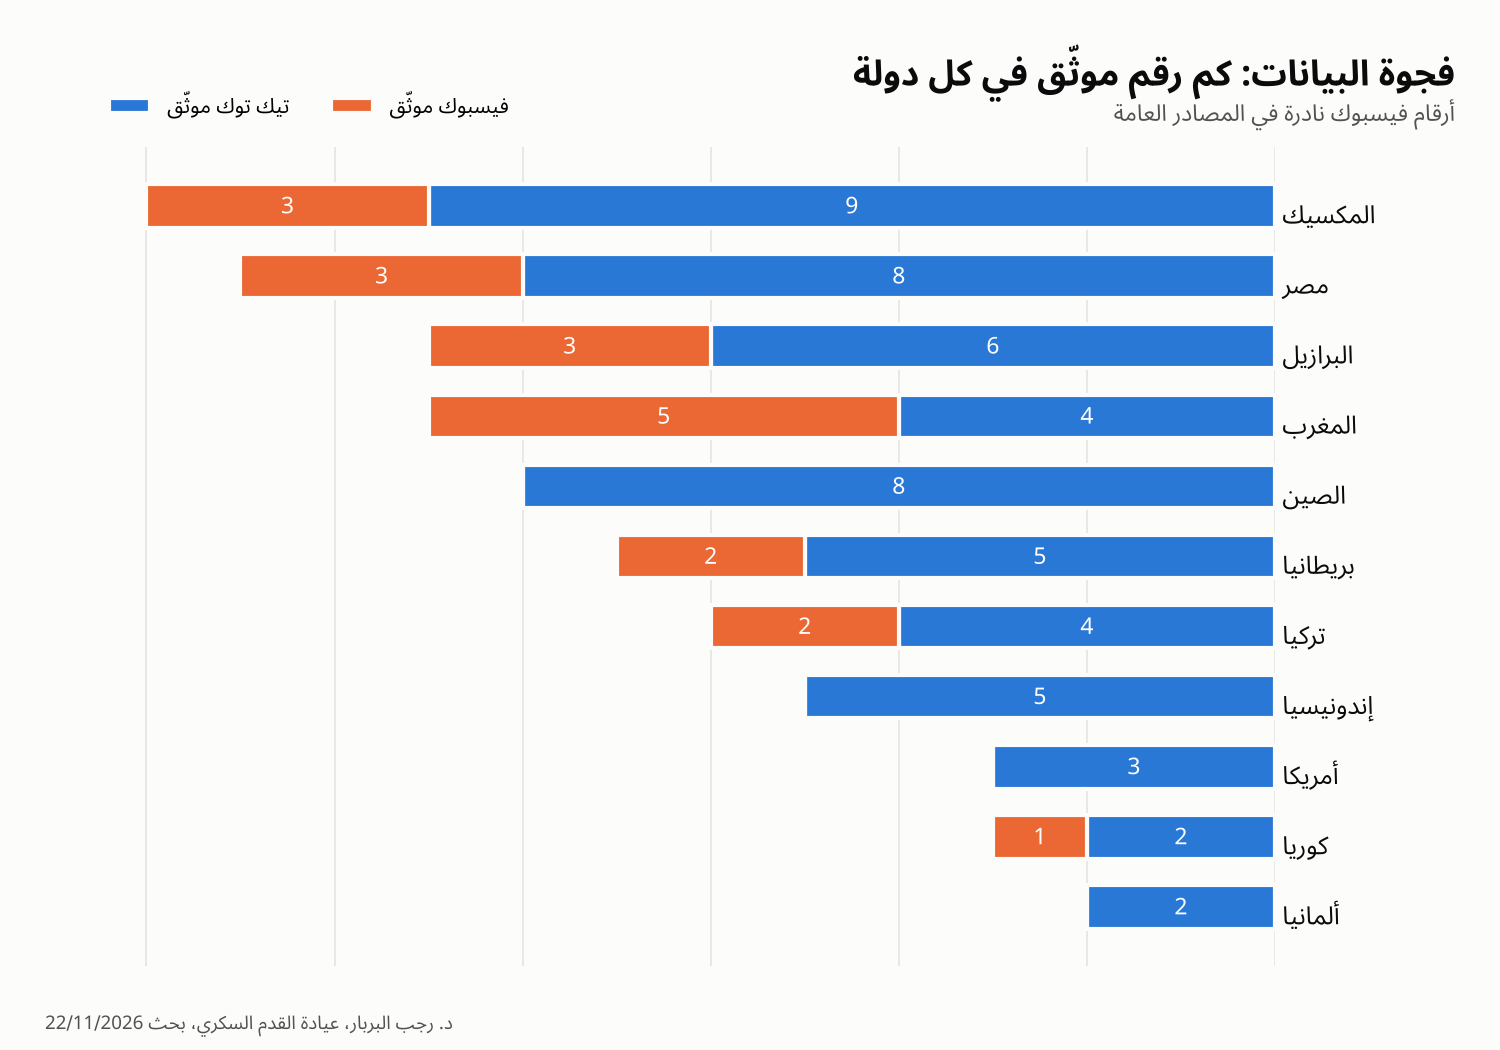 فجوة البيانات: كم رقم موثّق في كل دولة
أرقام فيسبوك نادرة في المصادر العامة
فيسبوك موثّق
تيك توك موثّق
المكسيك 9 3
مصر 8 3
البرازيل 6 3
المغرب 4 5
الصين 8
بريطانيا 5 2
تركيا 4 2
إندونيسيا 5
أمريكا 3
كوريا 2 1
ألمانيا 2
د. رجب البربار، عيادة القدم السكري، بحث 22/11/2026